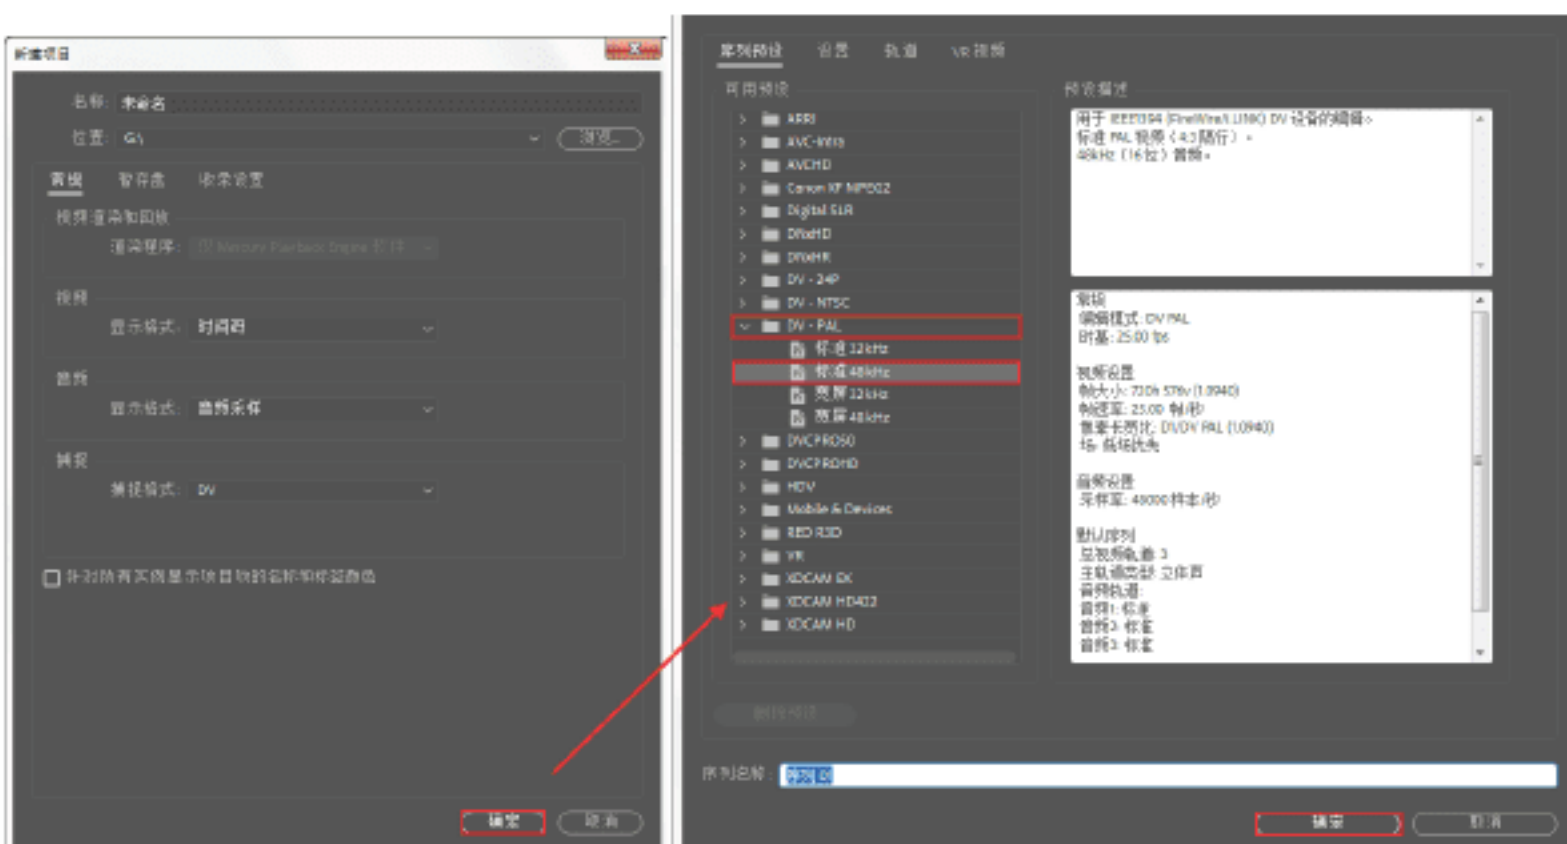 新建项目
名称: 未命名
位置: G:\
浏览...
常规 暂存盘 收录设置
视频渲染和回放
渲染程序: 仅 Mercury Playback Engine 软件
视频
显示格式: 时间码
音频
显示格式: 音频采样
捕捉
捕捉格式: DV
针对所有实例显示项目项的名称和标签颜色
确定 取消
序列预设 设置 轨道 VR 视频
可用预设
ARRI
AVC-Intra
AVCHD
Canon XF MPEG2
Digital SLR
DNxHD
DNxHR
DV - 24P
DV - NTSC
DV - PAL
标准 32kHz
标准 48kHz
宽屏 32kHz
宽屏 48kHz
DVCPRO50
DVCPROHD
HDV
Mobile & Devices
RED R3D
VR
XDCAM EX
XDCAM HD422
XDCAM HD
预设描述
用于 IEEE1394 (FireWire/i.LINK) DV 设备的编辑。
标准 PAL 视频（4:3 隔行）。
48kHz（16 位）音频。
常规
编辑模式: DV PAL
时基: 25.00 fps
视频设置
帧大小: 720h 576v (1.0940)
帧速率: 25.00 帧/秒
像素长宽比: D1/DV PAL (1.0940)
场: 低场优先
音频设置
采样率: 48000 样本/秒
默认序列
总视频轨道: 3
主轨道类型: 立体声
音频轨道:
音频1: 标准
音频2: 标准
音频3: 标准
删除预设
序列名称: 序列 01
确定 取消